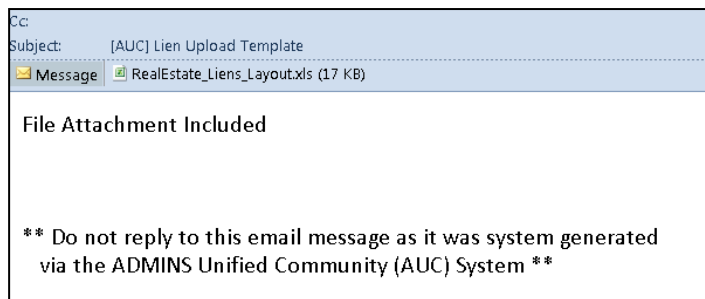 Cc:
Subject: [AUC] Lien Upload Template
Message RealEstate_Liens_Layout.xls (17 KB)
File Attachment Included
** Do not reply to this email message as it was system generated
via the ADMINS Unified Community (AUC) System **